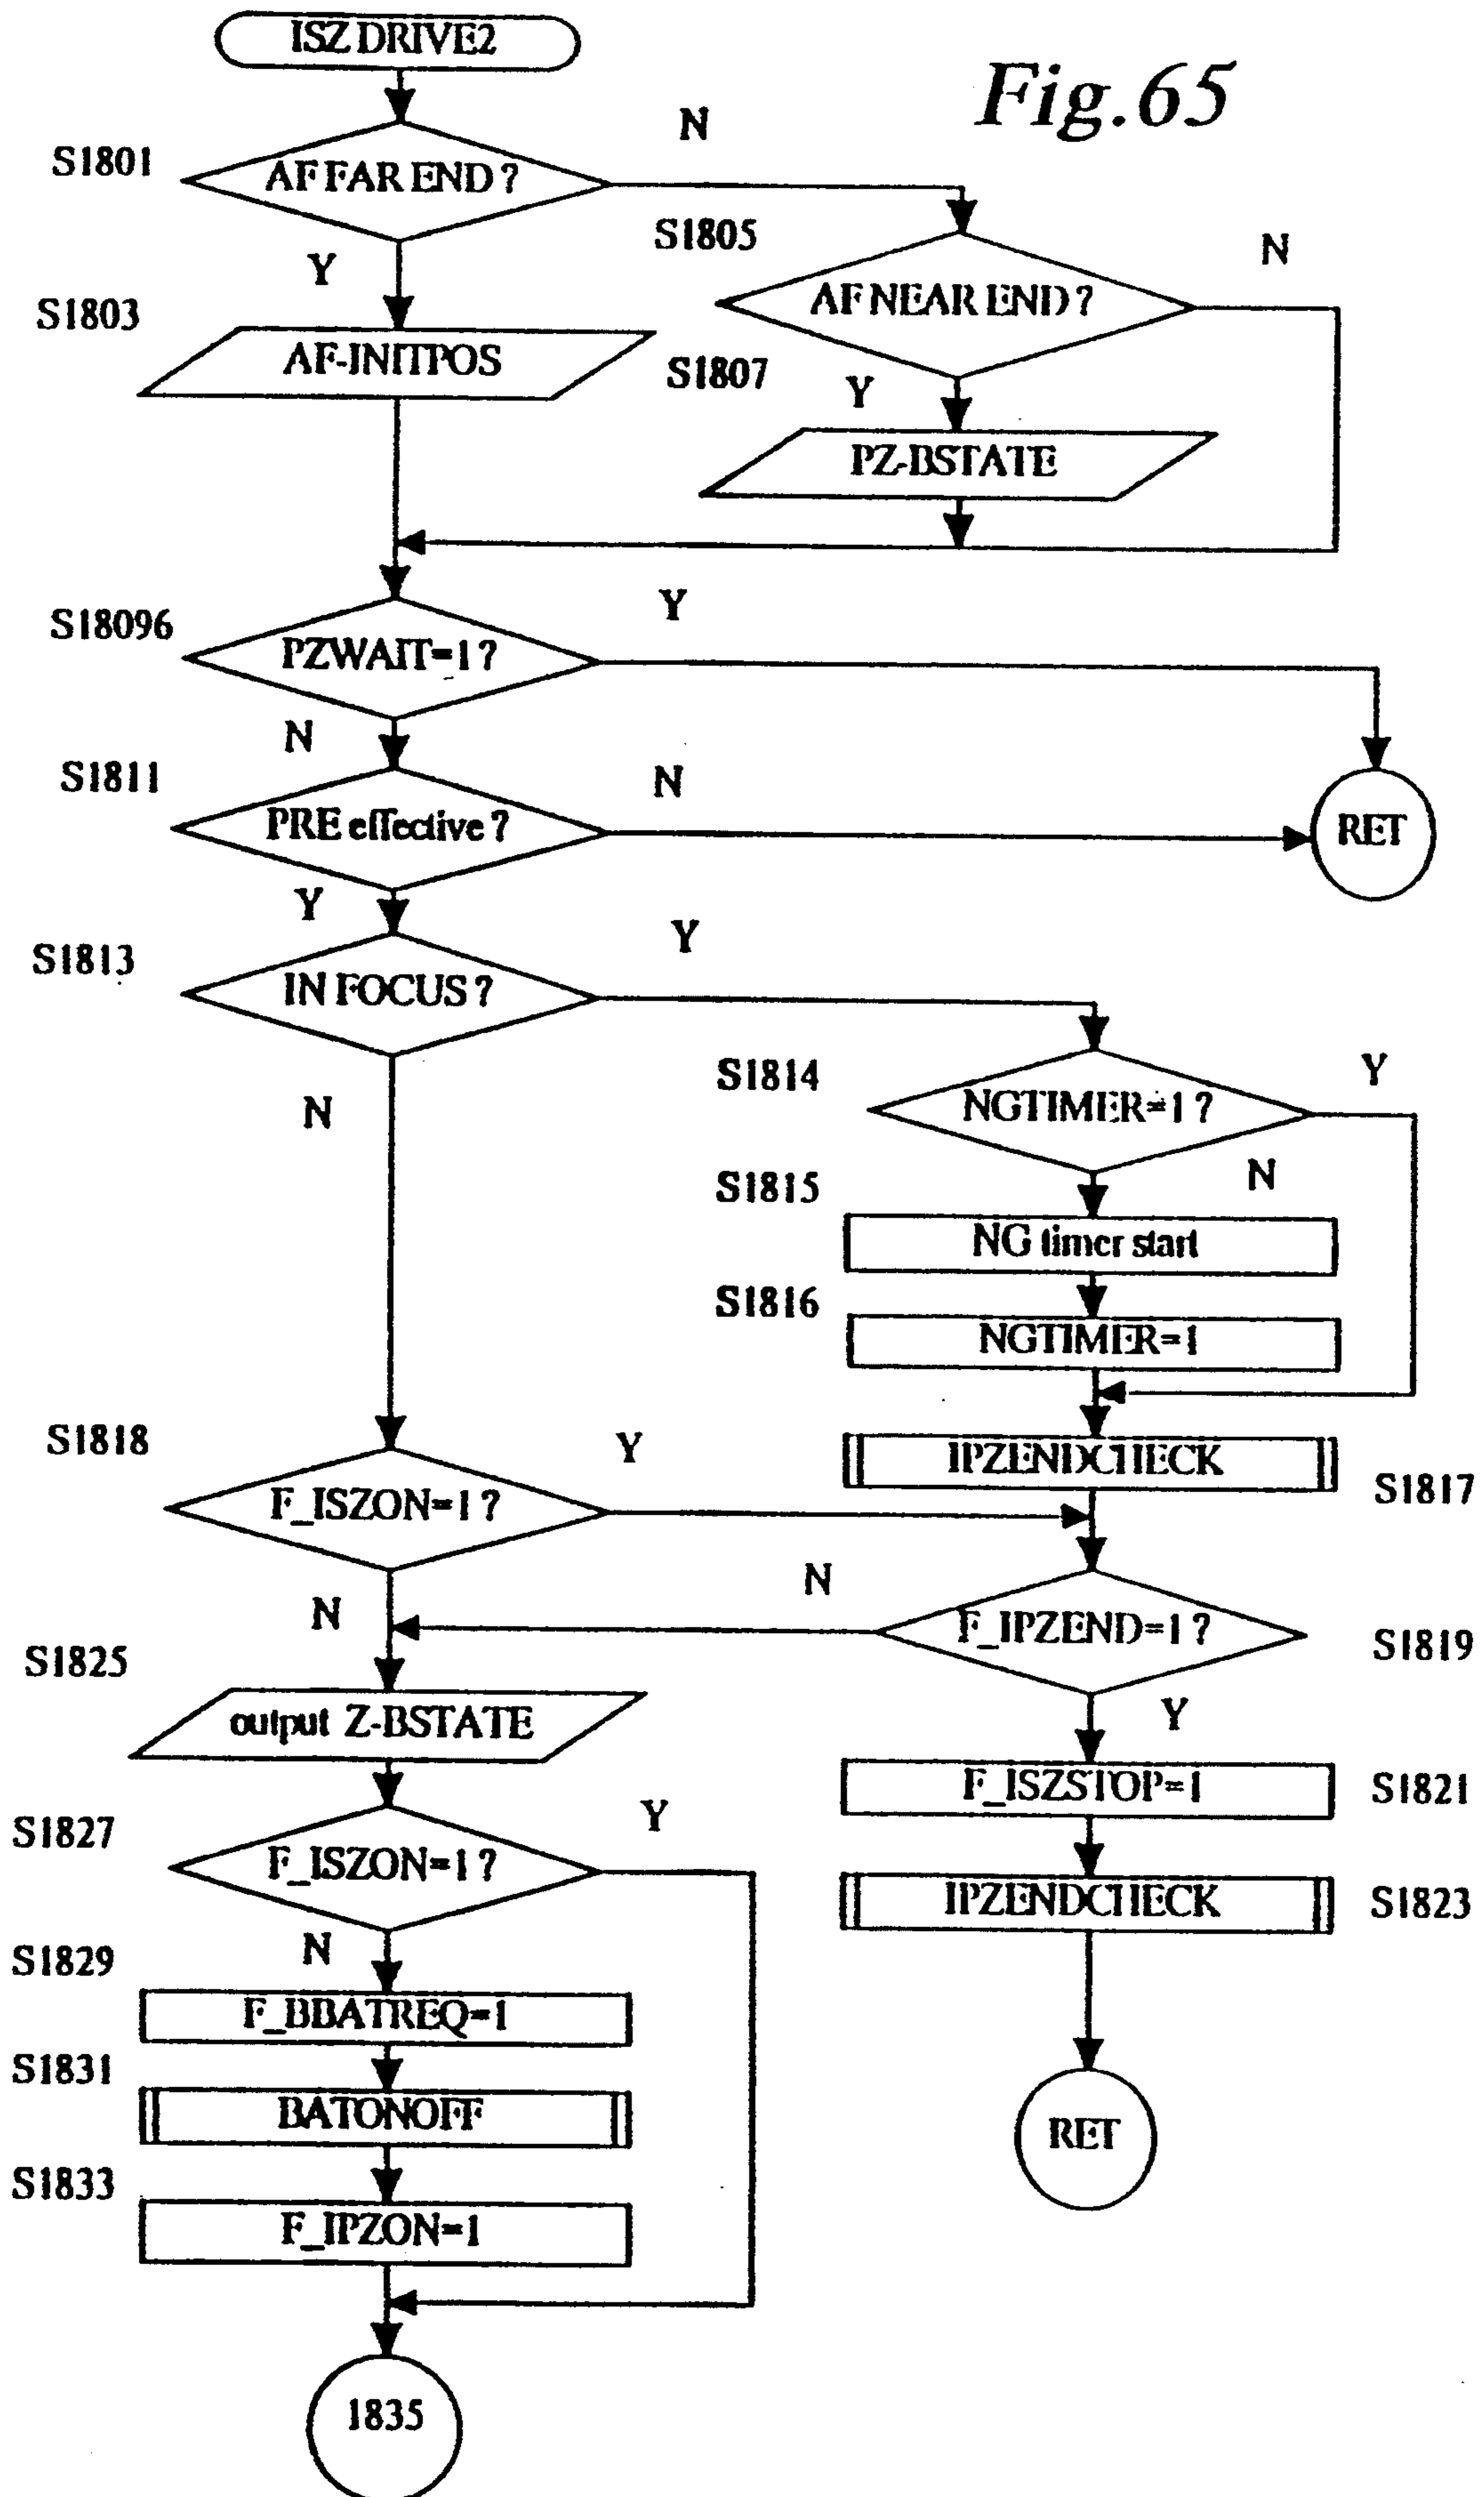 ISZ DRIVE2
Fig. 65
S1801
AF FAR END ?
N
Y
S1805
AF NEAR END ?
N
S1803
AF-INITPOS
S1807
Y
PZ-BSTATE
S18096
PZWAIT=1 ?
Y
N
S1811
PRE effective ?
N
RET
Y
S1813
IN FOCUS ?
Y
N
S1814
NGTIMER=1 ?
Y
N
S1815
NG timer start
S1816
NGTIMER=1
IPZENDCHECK
S1817
S1818
F_ISZON=1 ?
Y
N
N
F_IPZEND=1 ?
S1819
Y
S1825
output Z-BSTATE
F_ISZSTOP=1
S1821
S1827
F_ISZON=1 ?
Y
IPZENDCHECK
S1823
N
S1829
F_BBATREQ=1
S1831
BATONOFF
RET
S1833
F_IPZON=1
1835